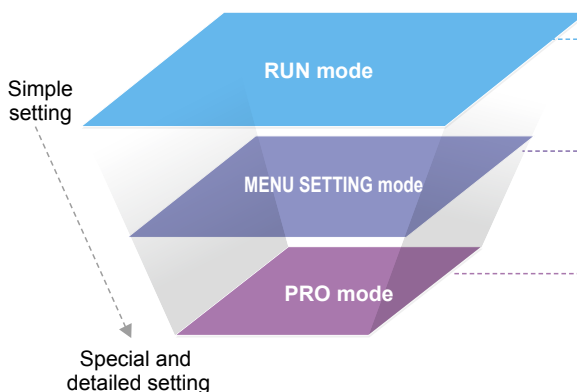 RUN mode
Simple
setting
MENU SETTING mode
PRO mode
Special and
detailed setting